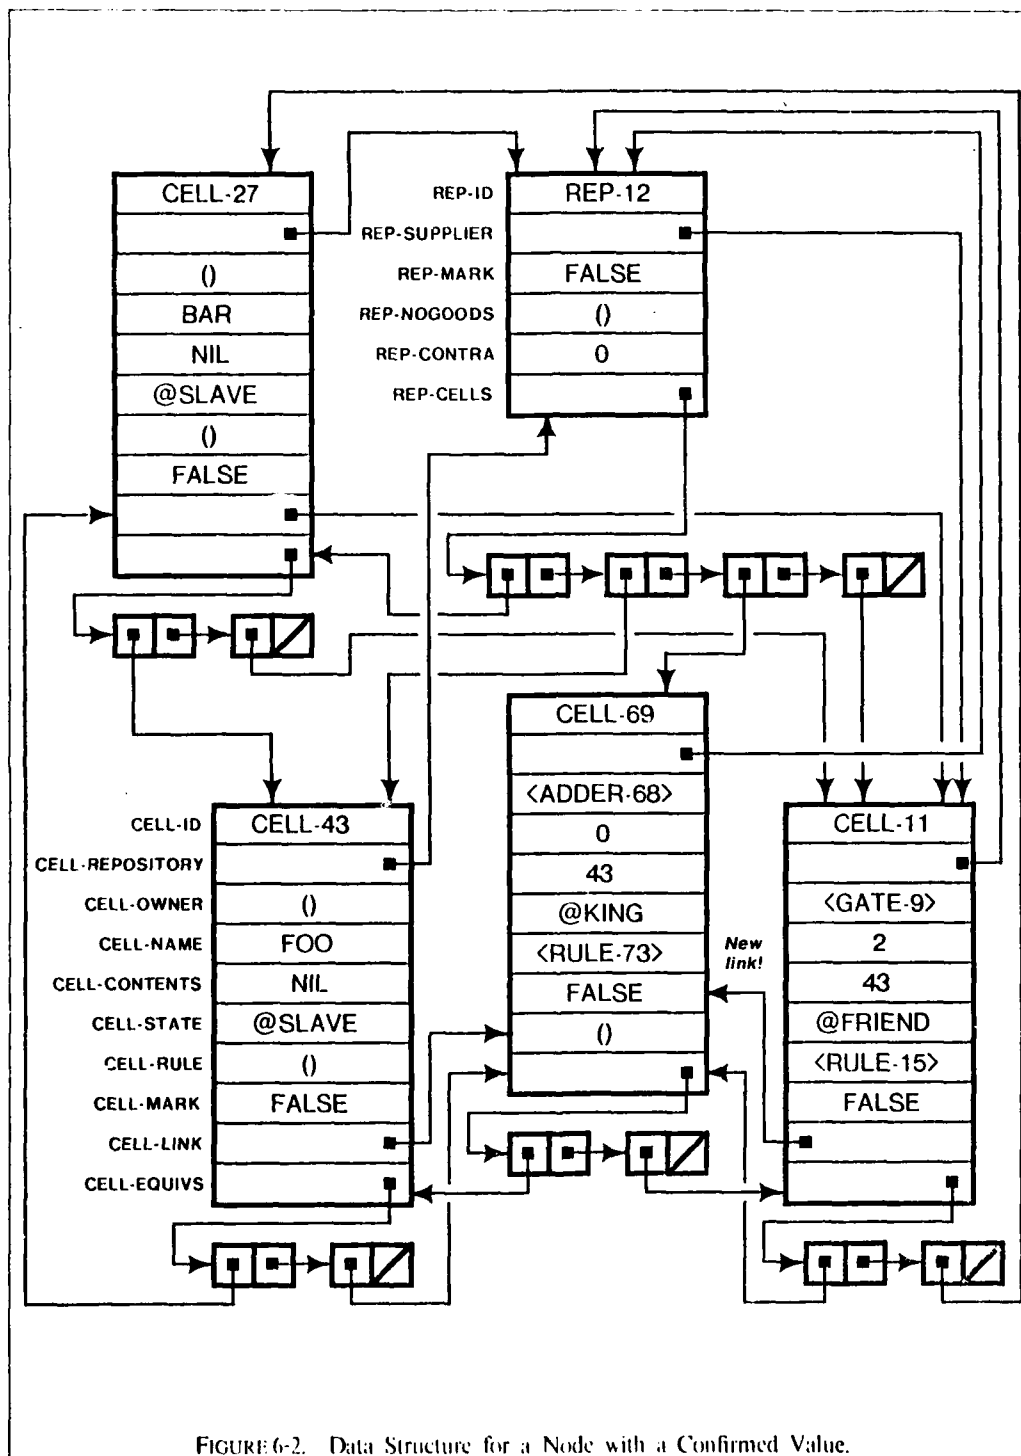 CELL-27
()
BAR
NIL
@SLAVE
()
FALSE
REP-ID REP-12
REP-SUPPLIER
REP-MARK FALSE
REP-NOGOODS ()
REP-CONTRA 0
REP-CELLS
CELL-69
<ADDER-68>
0
43
@KING
<RULE-73>
FALSE
()
CELL-ID CELL-43
CELL-REPOSITORY
CELL-OWNER ()
CELL-NAME FOO
CELL-CONTENTS NIL
CELL-STATE @SLAVE
CELL-RULE ()
CELL-MARK FALSE
CELL-LINK
CELL-EQUIVS
New
link!
CELL-11
<GATE-9>
2
43
@FRIEND
<RULE-15>
FALSE
FIGURE 6-2. Data Structure for a Node with a Confirmed Value.